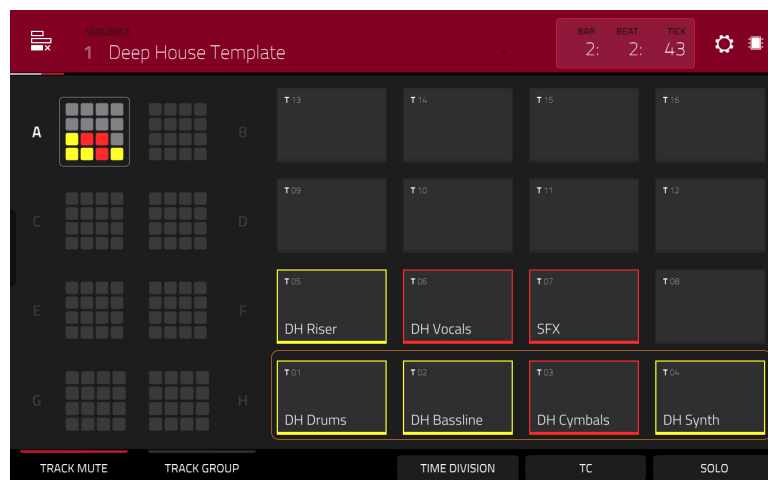 SEQUENCE
1 Deep House Template
BAR BEAT TICK
2: 2: 43
A
B
T 13
T 14
T 15
T 16
C
D
T 09
T 10
T 11
T 12
E
F
T 05
DH Riser
T 06
DH Vocals
T 07
SFX
T 08
G
H
T 01
DH Drums
T 02
DH Bassline
T 03
DH Cymbals
T 04
DH Synth
TRACK MUTE
TRACK GROUP
TIME DIVISION
TC
SOLO